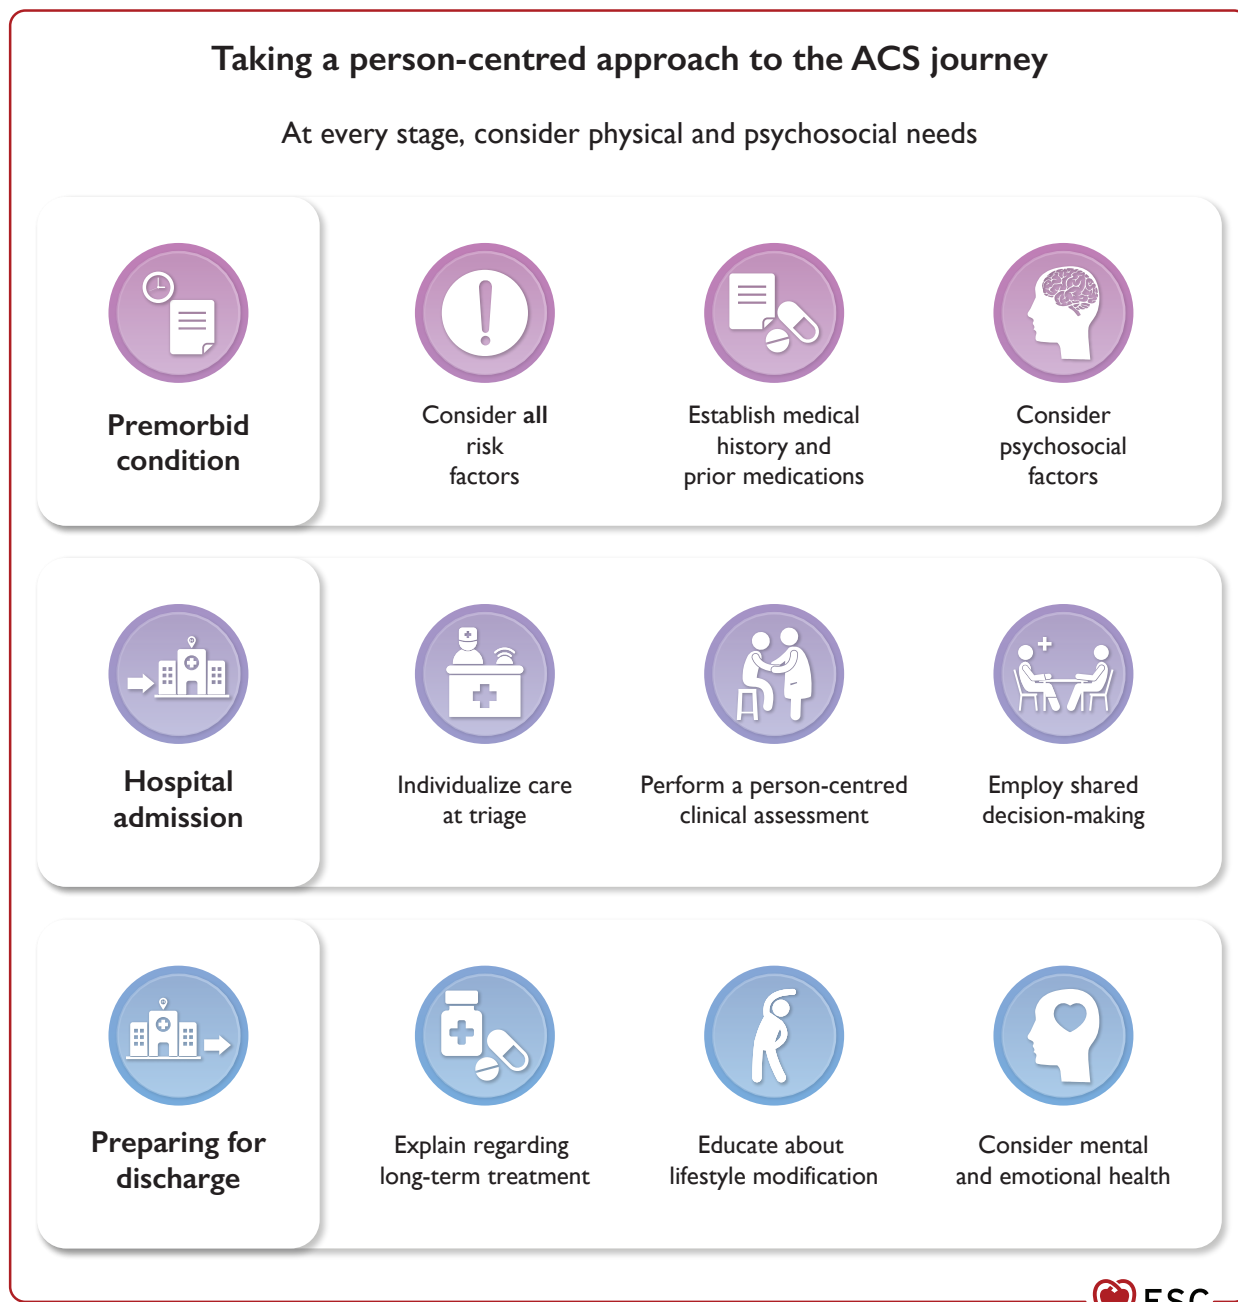 Taking a person-centred approach to the ACS journey
At every stage, consider physical and psychosocial needs
Premorbid
condition
Consider all
risk
factors
Establish medical
history and
prior medications
Consider
psychosocial
factors
Hospital
admission
Individualize care
at triage
Perform a person-centred
clinical assessment
Employ shared
decision-making
Preparing for
discharge
Explain regarding
long-term treatment
Educate about
lifestyle modification
Consider mental
and emotional health
ESC